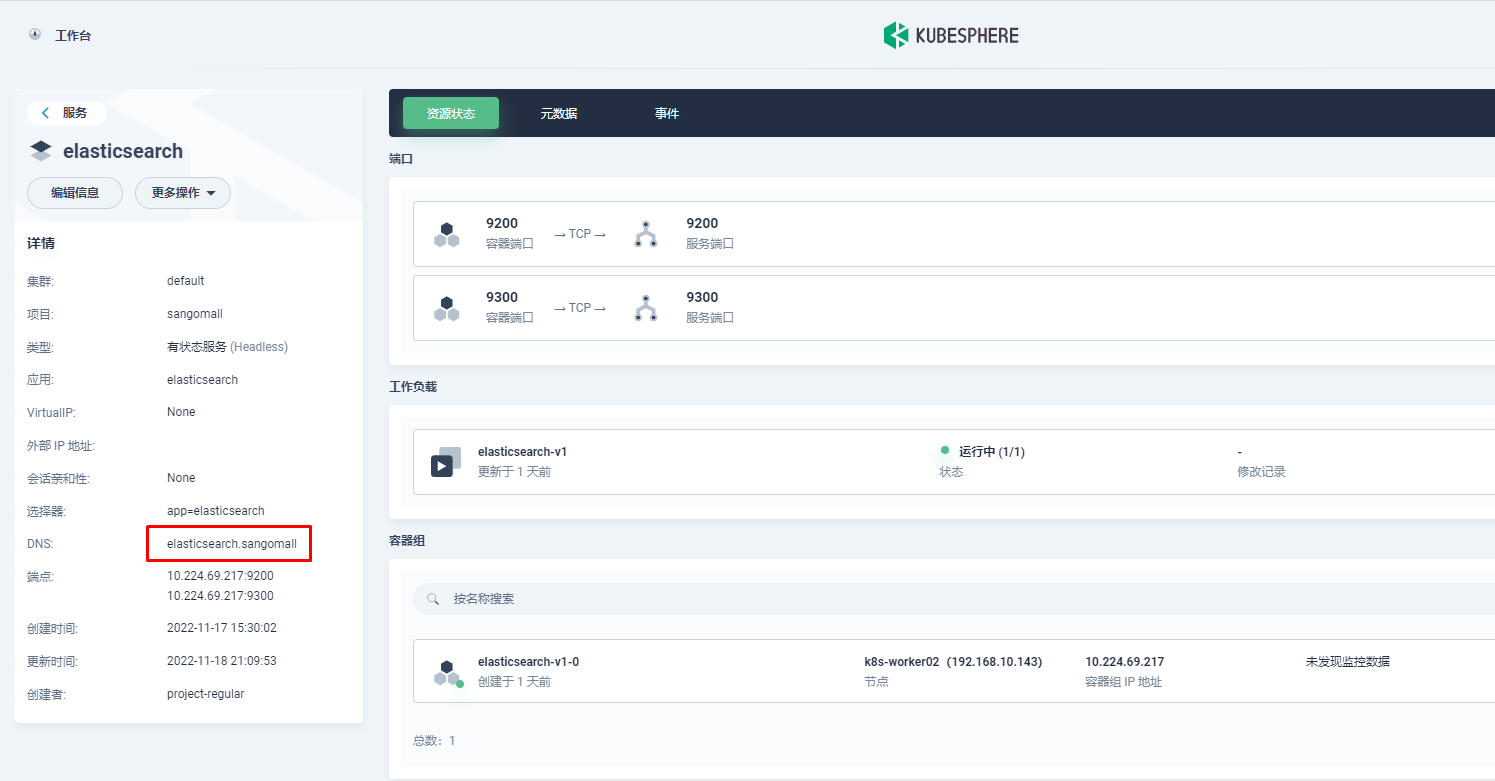 工作台
KUBESPHERE
服务
elasticsearch
编辑信息
更多操作
详情
集群: default
项目: sangomall
类型: 有状态服务 (Headless)
应用: elasticsearch
VirtualIP: None
外部 IP 地址:
会话亲和性: None
选择器: app=elasticsearch
DNS: elasticsearch.sangomall
端点: 10.224.69.217:9200
10.224.69.217:9300
创建时间: 2022-11-17 15:30:02
更新时间: 2022-11-18 21:09:53
创建者: project-regular
资源状态 元数据 事件
端口
9200 → TCP → 9200
容器端口 服务端口
9300 → TCP → 9300
容器端口 服务端口
工作负载
elasticsearch-v1 运行中 (1/1) -
更新于 1 天前 状态 修改记录
容器组
按名称搜索
elasticsearch-v1-0 k8s-worker02（192.168.10.143） 10.224.69.217 未发现监控数据
创建于 1 天前 节点 容器组 IP 地址
总数：1